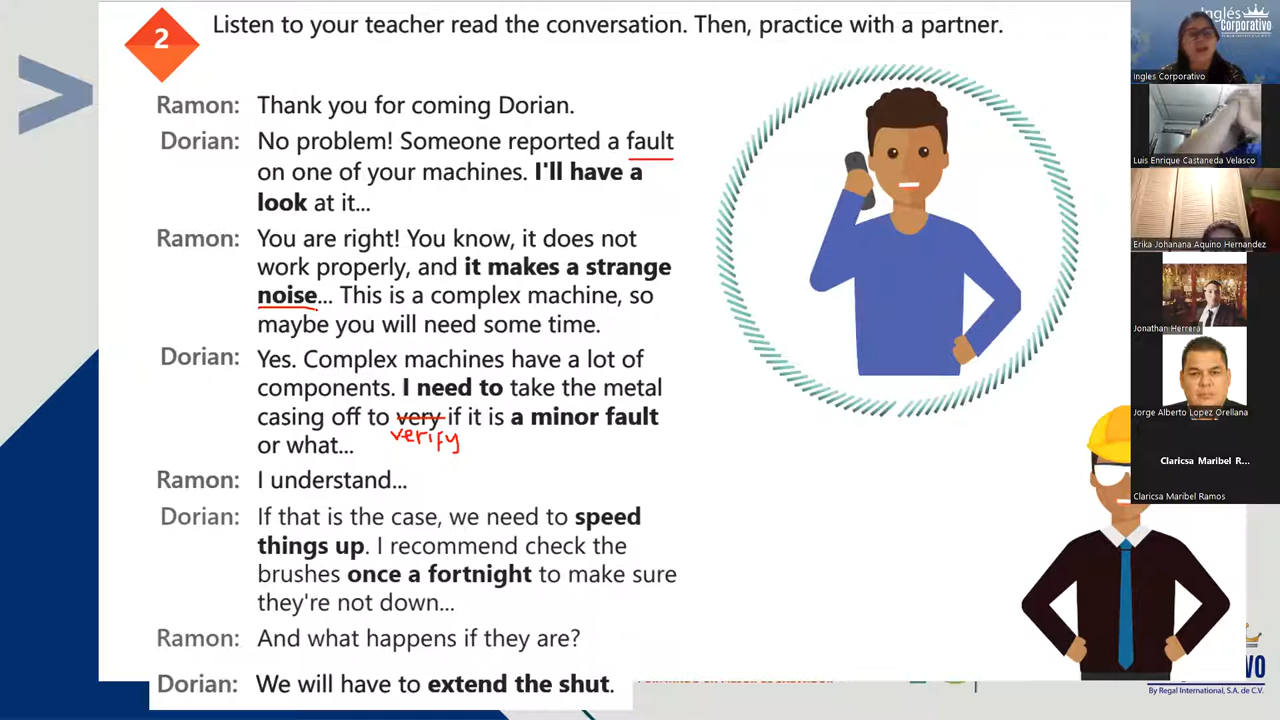 2
Listen to your teacher read the conversation. Then, practice with a partner.
Ramon: Thank you for coming Dorian.
Dorian: No problem! Someone reported a fault
on one of your machines. I'll have a
look at it...
Ramon: You are right! You know, it does not
work properly, and it makes a strange
noise... This is a complex machine, so
maybe you will need some time.
Dorian: Yes. Complex machines have a lot of
components. I need to take the metal
casing off to very if it is a minor fault
verify
or what...
Ramon: I understand...
Dorian: If that is the case, we need to speed
things up. I recommend check the
brushes once a fortnight to make sure
they're not down...
Ramon: And what happens if they are?
Dorian: We will have to extend the shut.
Inglés
Corporativo
Ingles Corporativo
Luis Enrique Castaneda Velasco
Erika Johanana Aquino Hernandez
Jonathan Herrera
Jorge Alberto Lopez Orellana
Claricsa Maribel R...
Claricsa Maribel Ramos
By Regal International, S.A. de C.V.